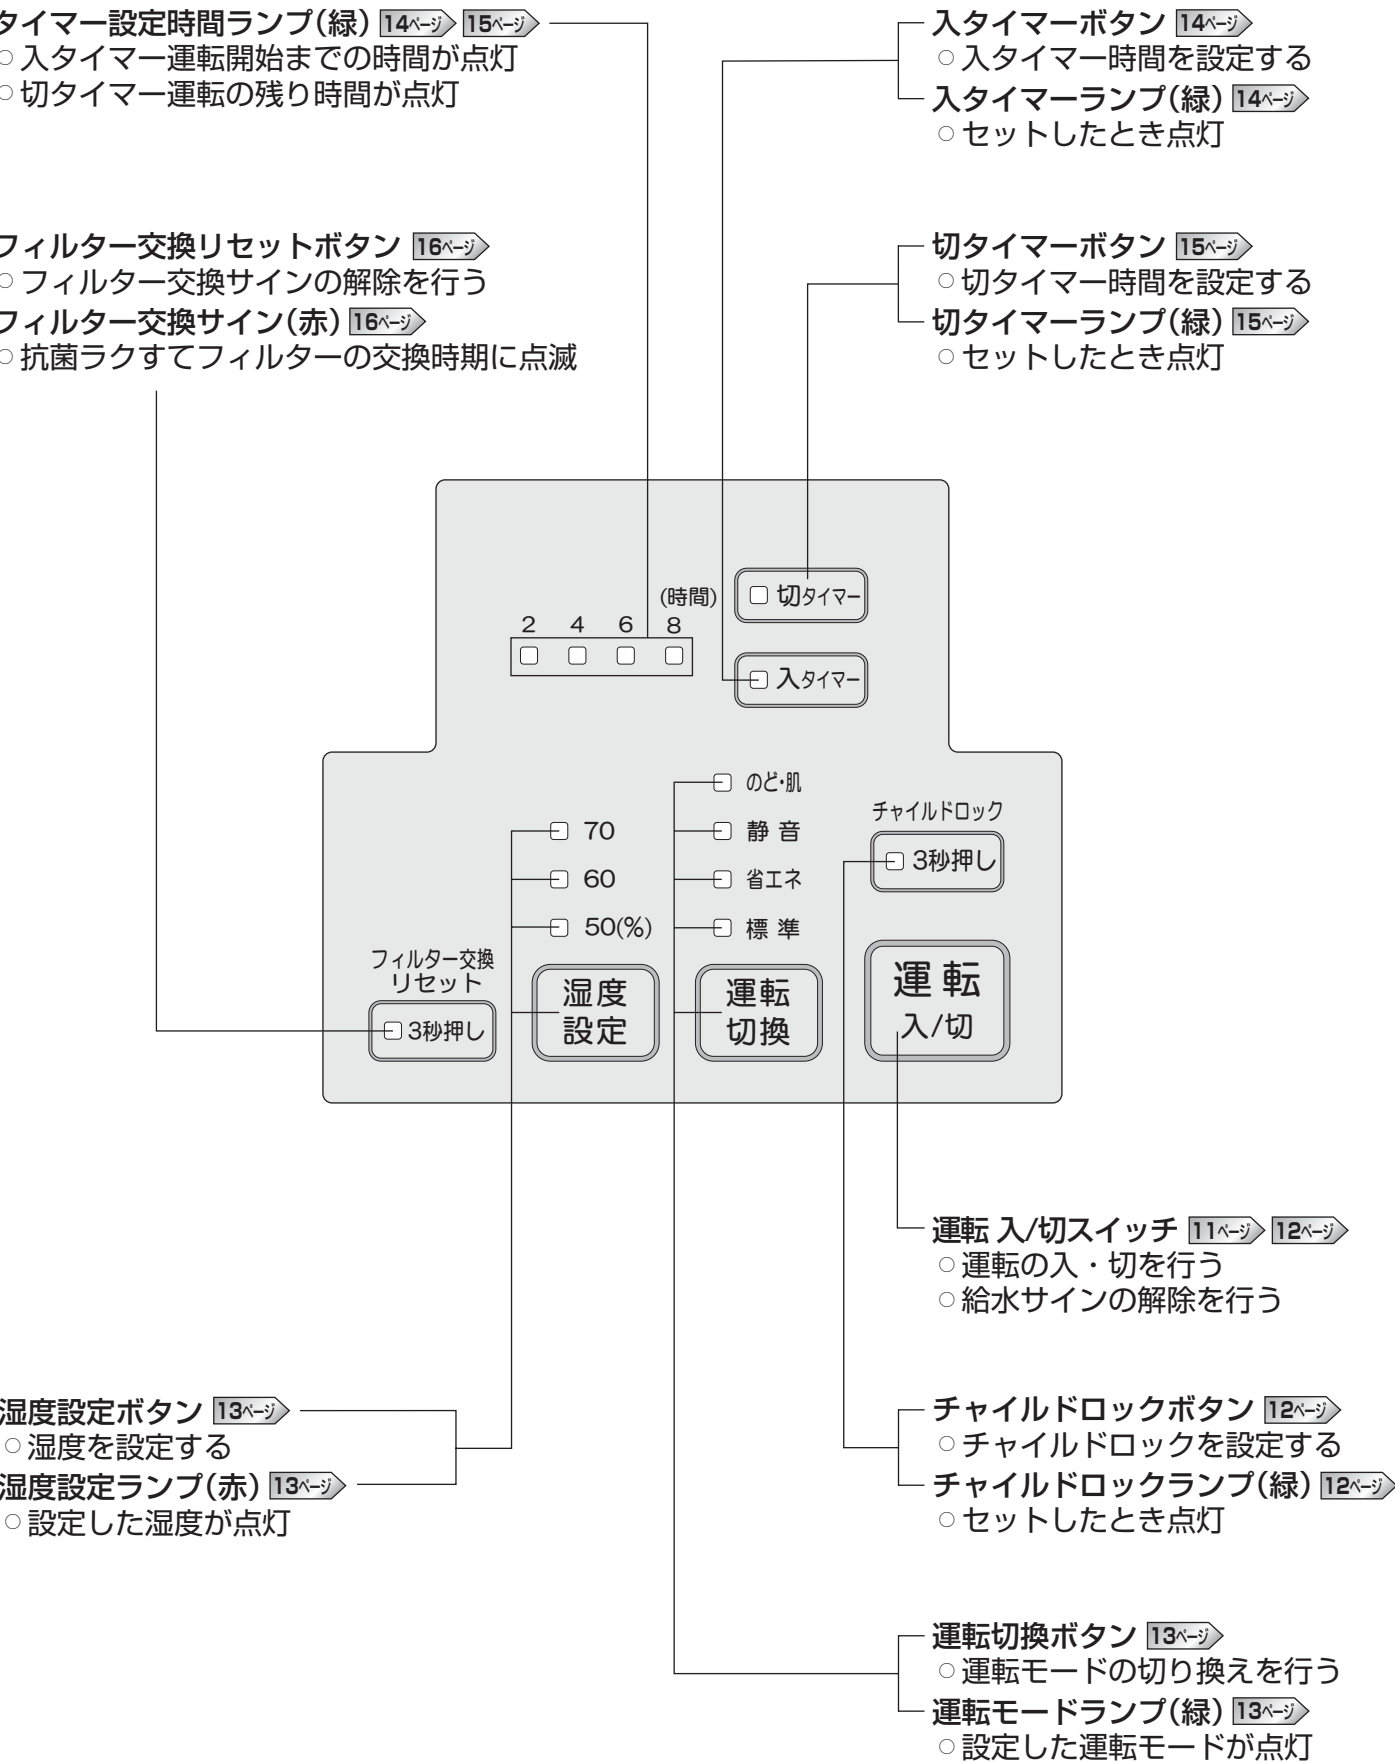 タイマー設定時間ランプ(緑) 14ページ 15ページ
○入タイマー運転開始までの時間が点灯
○切タイマー運転の残り時間が点灯
フィルター交換リセットボタン 16ページ
○フィルター交換サインの解除を行う
フィルター交換サイン(赤) 16ページ
○抗菌ラクすてフィルターの交換時期に点滅
入タイマーボタン 14ページ
○入タイマー時間を設定する
入タイマーランプ(緑) 14ページ
○セットしたとき点灯
切タイマーボタン 15ページ
○切タイマー時間を設定する
切タイマーランプ(緑) 15ページ
○セットしたとき点灯
(時間)
2 4 6 8
切タイマー
入タイマー
のど・肌
静音
省エネ
標準
70
60
50(%)
チャイルドロック
3秒押し
フィルター交換
リセット
3秒押し
湿度
設定
運転
切換
運転
入/切
運転 入/切スイッチ 11ページ 12ページ
○運転の入・切を行う
○給水サインの解除を行う
湿度設定ボタン 13ページ
○湿度を設定する
湿度設定ランプ(赤) 13ページ
○設定した湿度が点灯
チャイルドロックボタン 12ページ
○チャイルドロックを設定する
チャイルドロックランプ(緑) 12ページ
○セットしたとき点灯
運転切換ボタン 13ページ
○運転モードの切り換えを行う
運転モードランプ(緑) 13ページ
○設定した運転モードが点灯